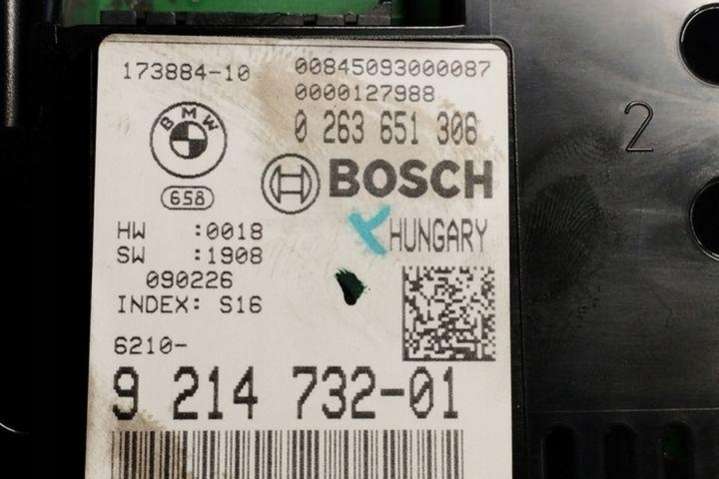 173884-10
00845093000087
0000127988
0 263 651 306
BMW
658
BOSCH
HW :0018
SW :1908
090226
INDEX: S16
HUNGARY
6210-
9 214 732-01
2